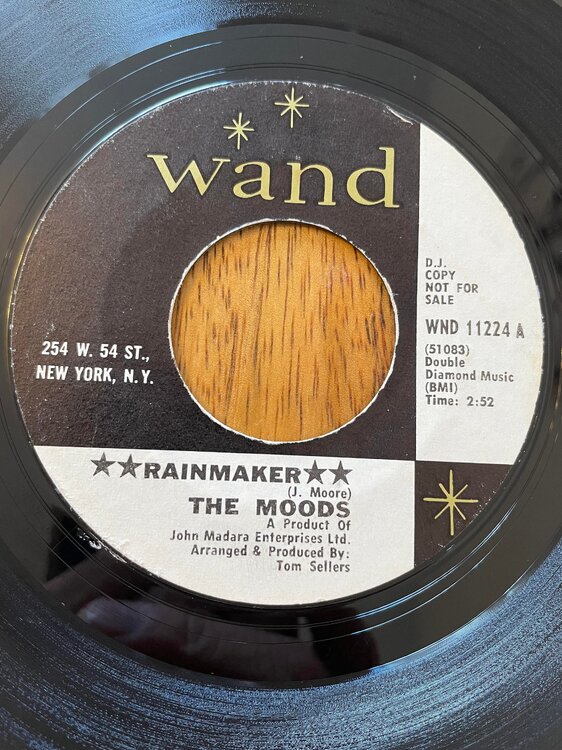 wand
D.J.
COPY
NOT FOR
SALE
WND 11224 A
(51083)
Double
Diamond Music
(BMI)
Time: 2:52
254 W. 54 ST.,
NEW YORK, N.Y.
★★RAINMAKER★★
(J. Moore)
THE MOODS
A Product Of
John Madara Enterprises Ltd.
Arranged & Produced By:
Tom Sellers